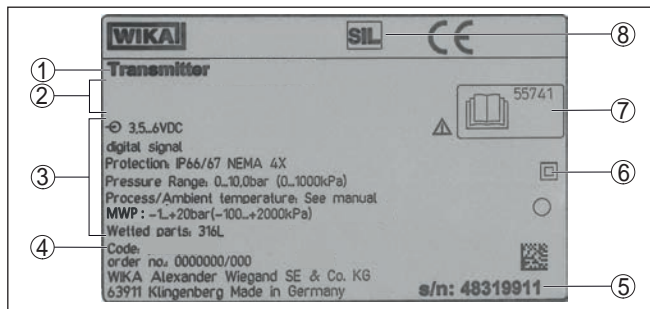 WIKAI
SIL
CE
8
1
Transmitter
2
55741
7
3,5...6VDC
digital signal
Protection: IP66/67 NEMA 4X
6
3
Pressure Range: 0...10,0bar (0...1000kPa)
Process/Ambient temperature: See manual
MWP : -1...+20bar(-100...+2000kPa)
Wetted parts: 316L
4
Code:
order no.: 0000000/000
WIKA Alexander Wiegand SE & Co. KG
63911 Klingenberg Made in Germany
s/n: 48319911
5